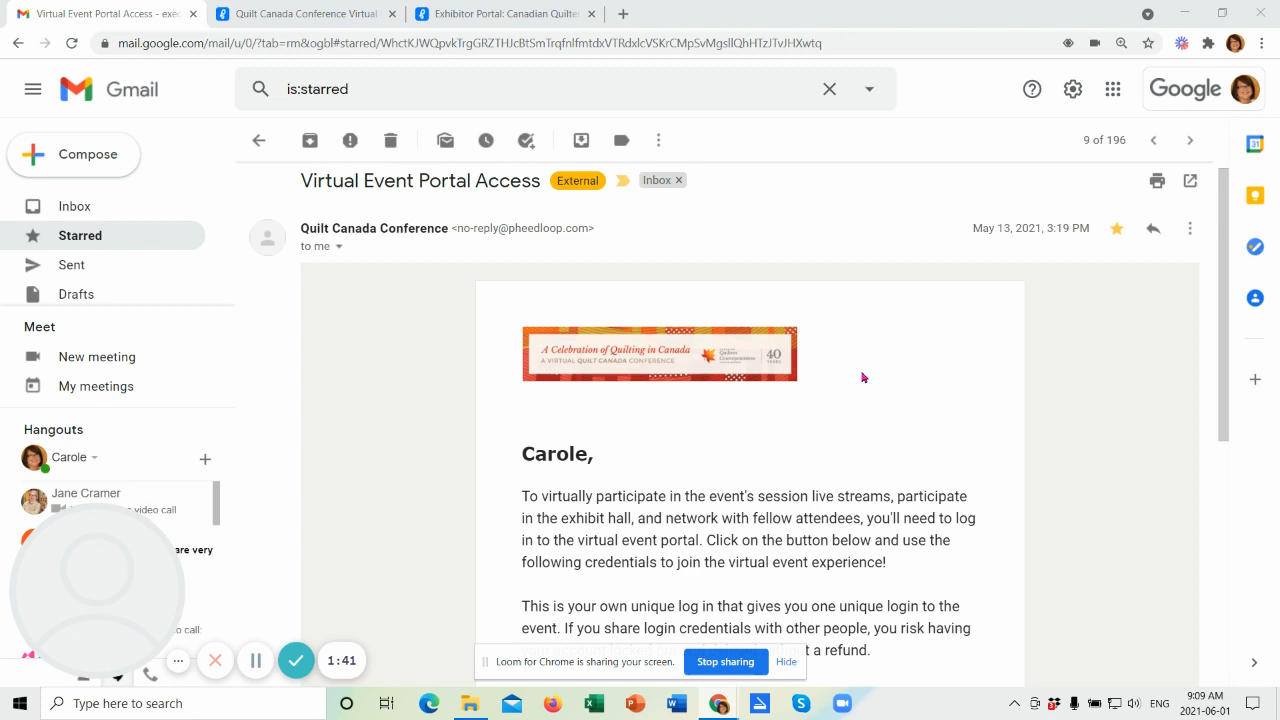 Virtual Event Portal Access - exec
Quilt Canada Conference Virtual
Exhibitor Portal: Canadian Quilter
mail.google.com/mail/u/0/?tab=rm&ogbl#starred/WhctKJWQpvkTrgGRZTHJcBtSmTrqfnlfmtdxVTRdxlcVSKrCMpSvMgsllQhHTzJTvJHXwtq
Gmail
is:starred
Google
Compose
9 of 196
Virtual Event Portal Access
External
Inbox
Inbox
Starred
Sent
Drafts
Quilt Canada Conference <no-reply@pheedloop.com>
May 13, 2021, 3:19 PM
to me
Meet
New meeting
My meetings
Hangouts
Carole
Jane Cramer
video call
are very
A Celebration of Quilting in Canada
A VIRTUAL QUILT CANADA CONFERENCE
40
YEARS
Carole,
To virtually participate in the event's session live streams, participate
in the exhibit hall, and network with fellow attendees, you'll need to log
in to the virtual event portal. Click on the button below and use the
following credentials to join the virtual event experience!
This is your own unique log in that gives you one unique login to the
event. If you share login credentials with other people, you risk having
a refund.
1:41
Loom for Chrome is sharing your screen.
Stop sharing
Hide
Type here to search
ENG
9:09 AM
2021-06-01